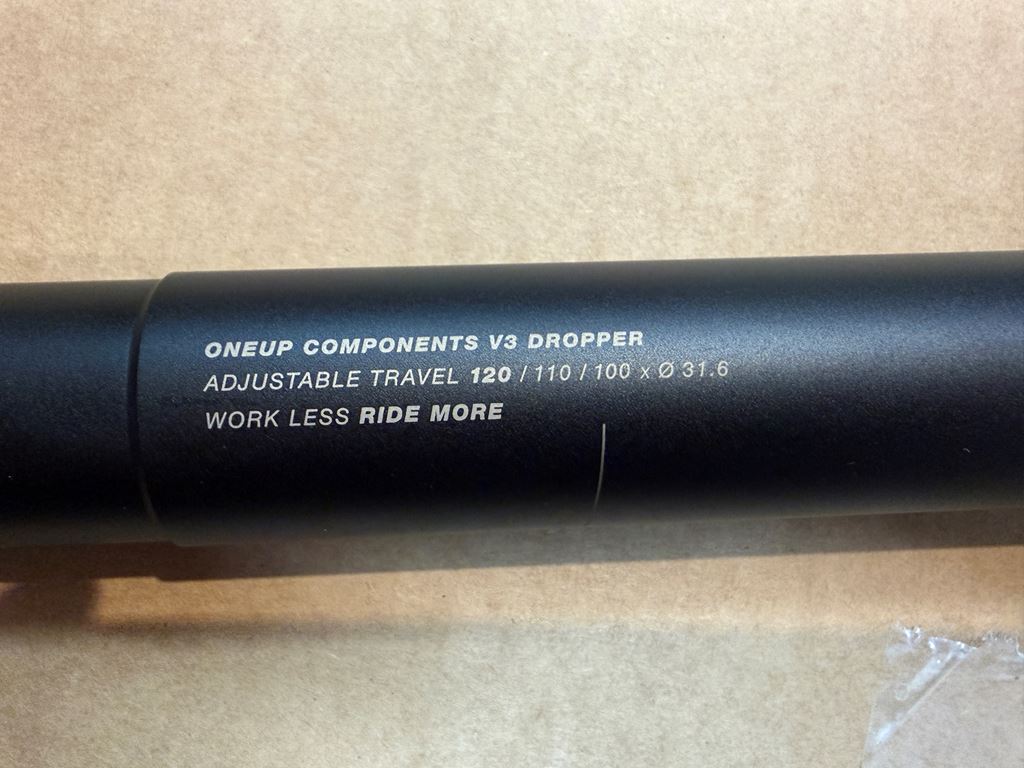 ONEUP COMPONENTS V3 DROPPER
ADJUSTABLE TRAVEL 120 / 110 / 100 x Ø 31.6
WORK LESS RIDE MORE